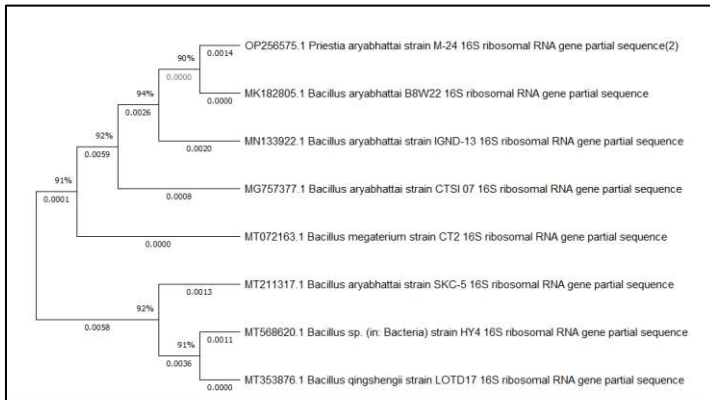 OP256575.1 Priestia aryabhattai strain M-24 16S ribosomal RNA gene partial sequence(2)
90%
0.0014
0.0000
94%
MK182805.1 Bacillus aryabhattai B8W22 16S ribosomal RNA gene partial sequence
0.0000
0.0026
92%
MN133922.1 Bacillus aryabhattai strain IGND-13 16S ribosomal RNA gene partial sequence
0.0020
0.0059
91%
MG757377.1 Bacillus aryabhattai strain CTSI 07 16S ribosomal RNA gene partial sequence
0.0008
0.0001
MT072163.1 Bacillus megaterium strain CT2 16S ribosomal RNA gene partial sequence
0.0000
MT211317.1 Bacillus aryabhattai strain SKC-5 16S ribosomal RNA gene partial sequence
0.0013
92%
0.0058
MT568620.1 Bacillus sp. (in: Bacteria) strain HY4 16S ribosomal RNA gene partial sequence
0.0011
91%
0.0036
MT353876.1 Bacillus qingshengii strain LOTD17 16S ribosomal RNA gene partial sequence
0.0000